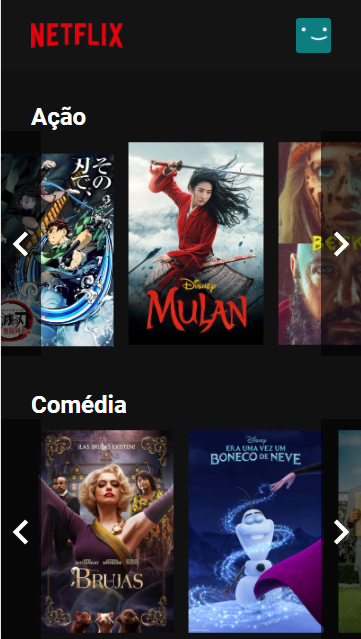 NETFLIX
Ação
その
刃で、
Disney
MULAN
Comédia
¡LAS BRUJAS EXISTEN!
BRUJAS
Disney
ERA UMA VEZ UM
BONECO DE NEVE